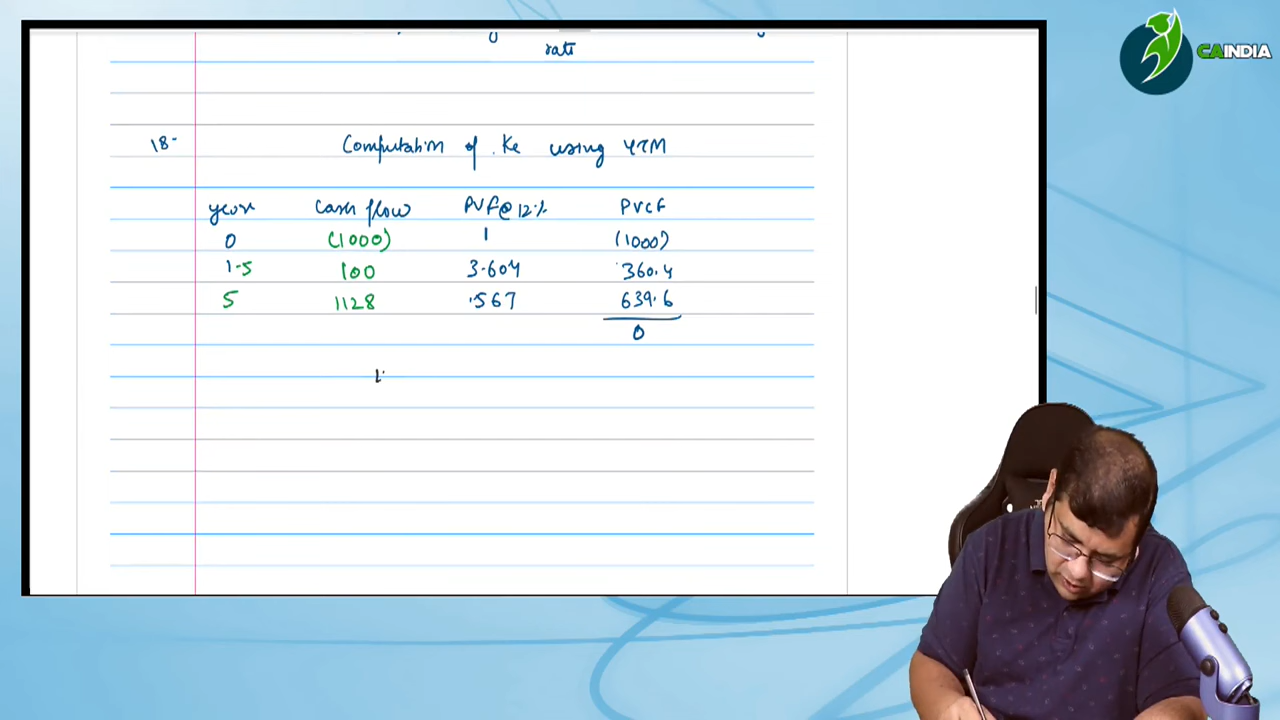 rate
CAINDIA
18- Computation of Ke using YTM
year Cash flow PVF@12% PVCF
0 (1000) 1 (1000)
1-5 100 3.604 360.4
5 1128 .567 639.6
0